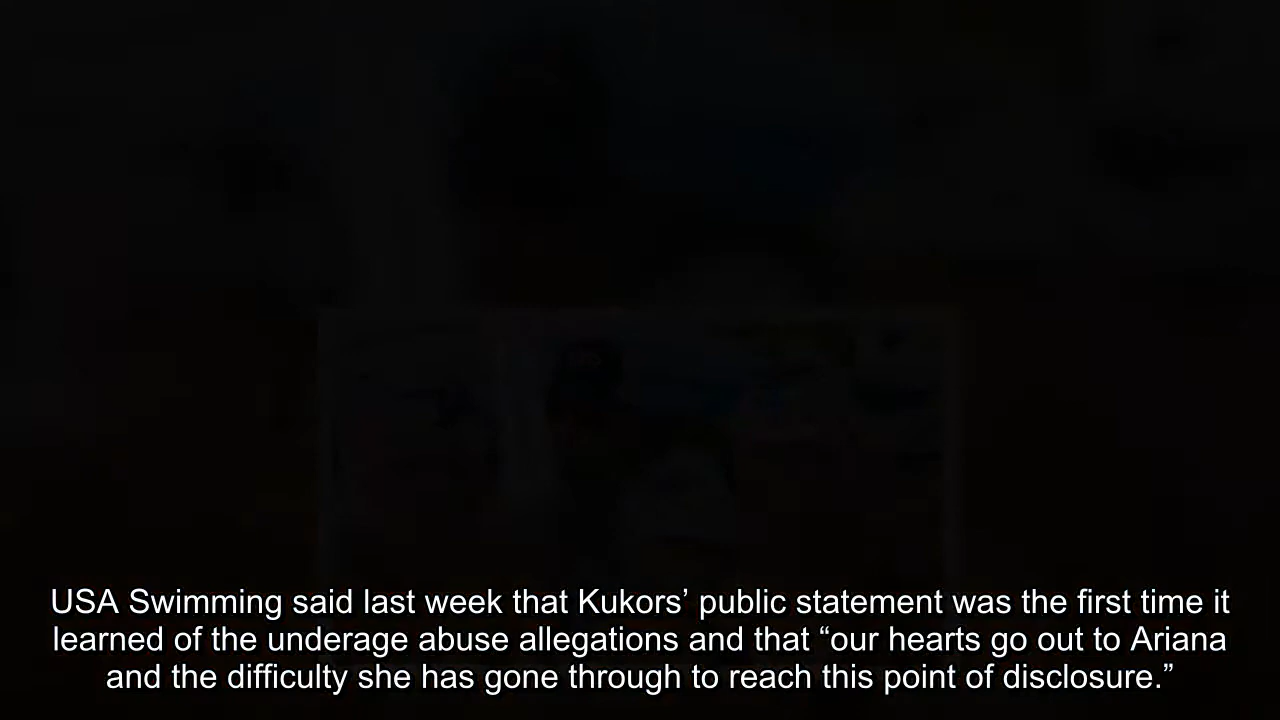 USA Swimming said last week that Kukors’ public statement was the first time it
learned of the underage abuse allegations and that “our hearts go out to Ariana
and the difficulty she has gone through to reach this point of disclosure.”